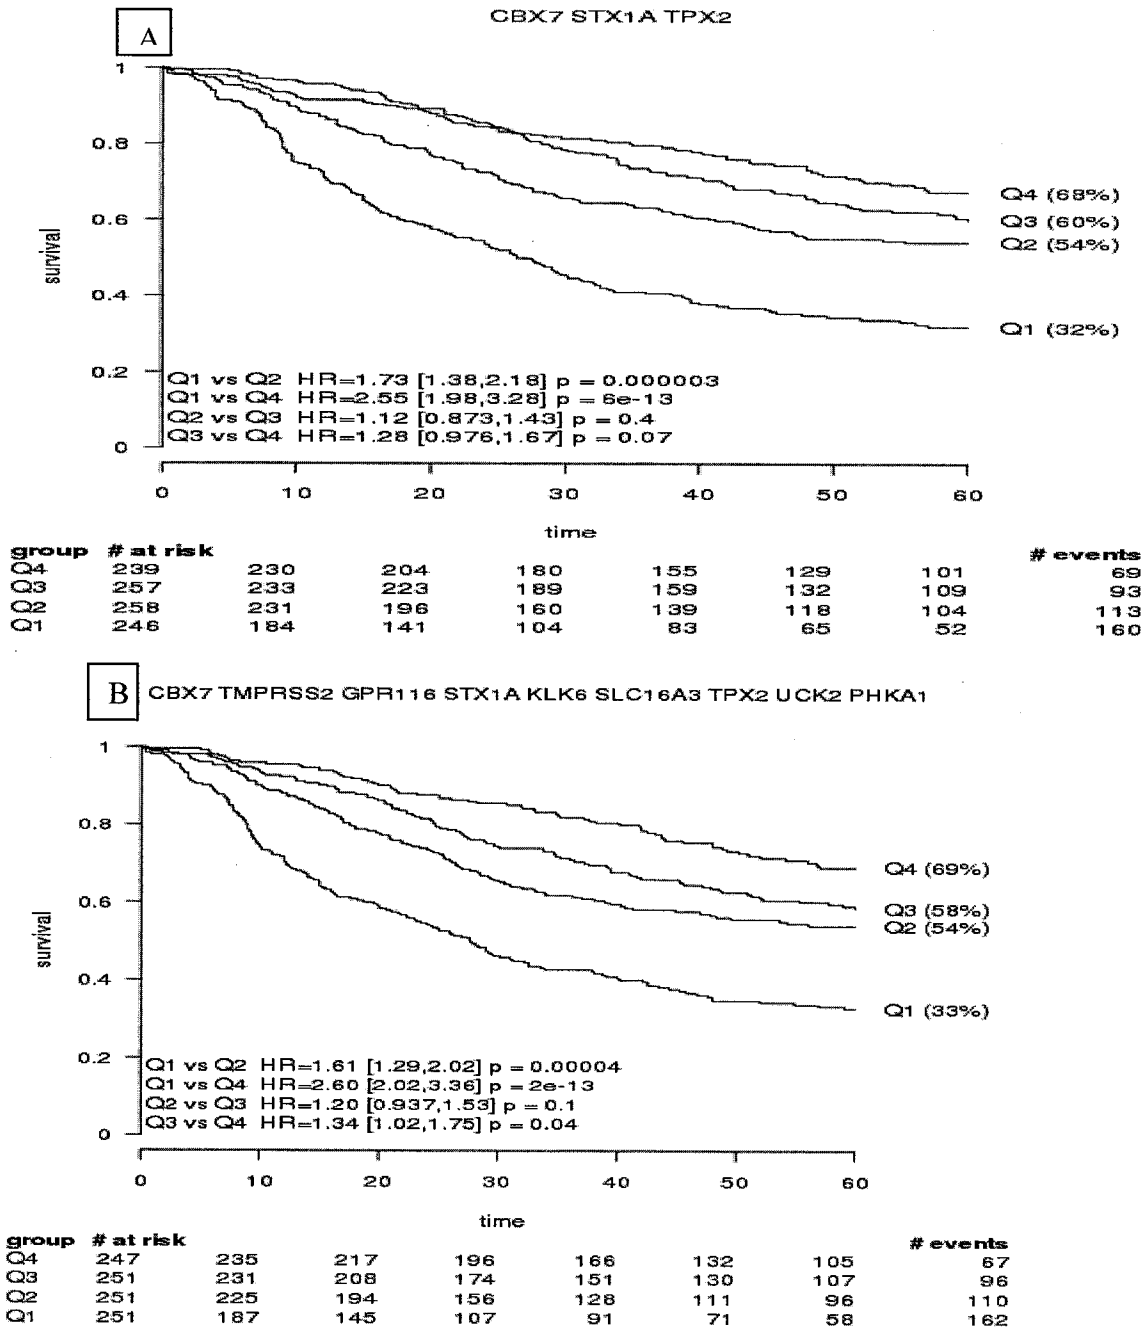 CBX7 STX1A TPX2
A
1
0.8
0.6
0.4
0.2
0
survival
Q4 (68%)
Q3 (60%)
Q2 (54%)
Q1 (32%)
Q1 vs Q2 HR=1.73 [1.38,2.18] p = 0.000003
Q1 vs Q4 HR=2.55 [1.98,3.28] p = 6e-13
Q2 vs Q3 HR=1.12 [0.873,1.43] p = 0.4
Q3 vs Q4 HR=1.28 [0.976,1.67] p = 0.07
0 10 20 30 40 50 60
time
group # at risk # events
Q4 239 230 204 180 155 129 101 69
Q3 257 233 223 189 159 132 109 93
Q2 258 231 196 160 139 118 104 113
Q1 246 184 141 104 83 65 52 160
B CBX7 TMPRSS2 GPR116 STX1A KLK6 SLC16A3 TPX2 UCK2 PHKA1
1
0.8
0.6
0.4
0.2
0
survival
Q4 (69%)
Q3 (58%)
Q2 (54%)
Q1 (33%)
Q1 vs Q2 HR=1.61 [1.29,2.02] p = 0.00004
Q1 vs Q4 HR=2.60 [2.02,3.36] p = 2e-13
Q2 vs Q3 HR=1.20 [0.937,1.53] p = 0.1
Q3 vs Q4 HR=1.34 [1.02,1.75] p = 0.04
0 10 20 30 40 50 60
time
group # at risk # events
Q4 247 235 217 196 166 132 105 67
Q3 251 231 208 174 151 130 107 96
Q2 251 225 194 156 128 111 96 110
Q1 251 187 145 107 91 71 58 162